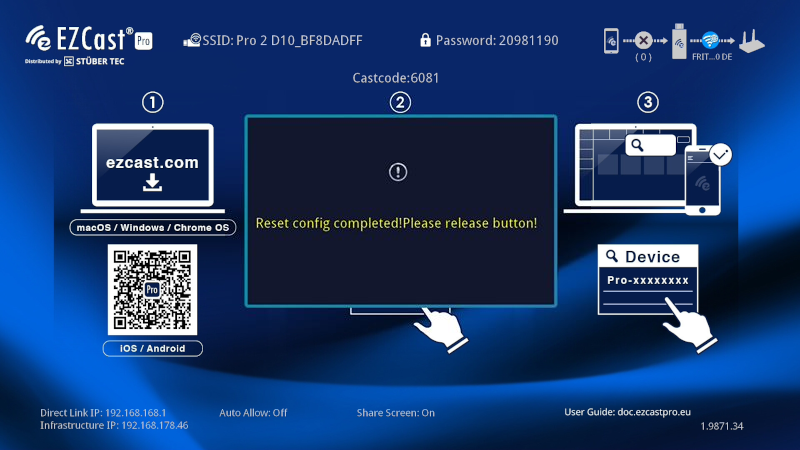 EZCast® Pro
Distributed by STÜBER TEC
SSID: Pro 2 D10_BF8DADFF
Password: 20981190
( 0 )
FRIT...0 DE
Castcode:6081
1
2
3
ezcast.com
macOS / Windows / Chrome OS
Pro
iOS / Android
!
Reset config completed!Please release button!
Device
Pro-xxxxxxxx
Direct Link IP: 192.168.168.1
Infrastructure IP: 192.168.178.46
Auto Allow: Off
Share Screen: On
User Guide: doc.ezcastpro.eu
1.9871.34